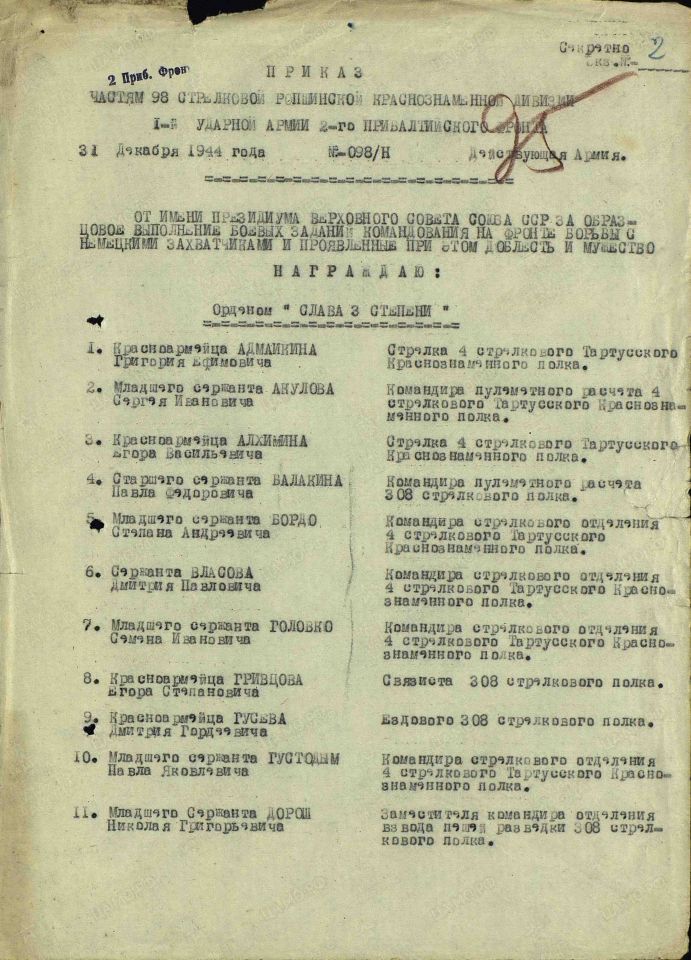 Секретно
экз.№—
2
2 Приб. Фрон
ПРИКАЗ
ЧАСТЯМ 98 СТРЕЛКОВОЙ РОПШИНСКОЙ КРАСНОЗНАМЕННОЙ ДИВИЗИИ
I-й УДАРНОЙ АРМИИ 2-го ПРИБАЛТИЙСКОГО ФРОНТА
31 Декабря 1944 года №-098/Н Действующая Армия.
ОТ ИМЕНИ ПРЕЗИДИУМА ВЕРХОВНОГО СОВЕТА СОЮЗА ССР ЗА ОБРАЗ-
ЦОВОЕ ВЫПОЛНЕНИЕ БОЕВЫХ ЗАДАНИЙ КОМАНДОВАНИЯ НА ФРОНТЕ БОРЬБЫ С
НЕМЕЦКИМИ ЗАХВАТЧИКАМИ И ПРОЯВЛЕННЫЕ ПРИ ЭТОМ ДОБЛЕСТЬ И МУЖЕСТВО
НАГРАЖДАЮ:
Орденом " СЛАВА 3 СТЕПЕНИ "
1. Красноармейца АДМАЙКИНА Стрелка 4 стрелкового Тартусского
Григория Ефимовича Краснознаменного полка.
2. Младшего сержанта АКУЛОВА Командира пулеметного расчета 4
Сергея Ивановича стрелкового Тартусского Краснозна-
менного полка.
3. Красноармейца АЛХИМИНА Стрелка 4 стрелкового Тартусского
Егора Васильевича Краснознаменного полка.
4. Старшего сержанта БАЛАКИНА Командира пулеметного расчета
Павла Федоровича 308 стрелкового полка.
5. Младшего сержанта БОРДО Командира стрелкового отделения
Степана Андреевича 4 стрелкового Тартусского
Краснознаменного полка.
6. Сержанта ВЛАСОВА Командира стрелкового отделения
Дмитрия Павловича 4 стрелкового Тартусского Красно-
знаменного полка.
7. Младшего сержанта ГОЛОВКО Командира стрелкового отделения
Семена Ивановича 4 стрелкового Тартусского Красно-
знаменного полка.
8. Красноармейца ГРИВЦОВА Связиста 308 стрелкового полка.
Егора Степановича
9. Красноармейца ГУСЕВА Ездового 308 стрелкового полка.
Дмитрия Гордеевича
10. Младшего сержанта ГУСТОДЫМ Командира стрелкового отделения
Павла Яковлевича 4 стрелкового Тартусского Красно-
знаменного полка.
II. Младшего Сержанта ДОРОШ Заместителя командира отделения
Николая Григорьевича взвода пешей разведки 308 стрел-
кового полка.